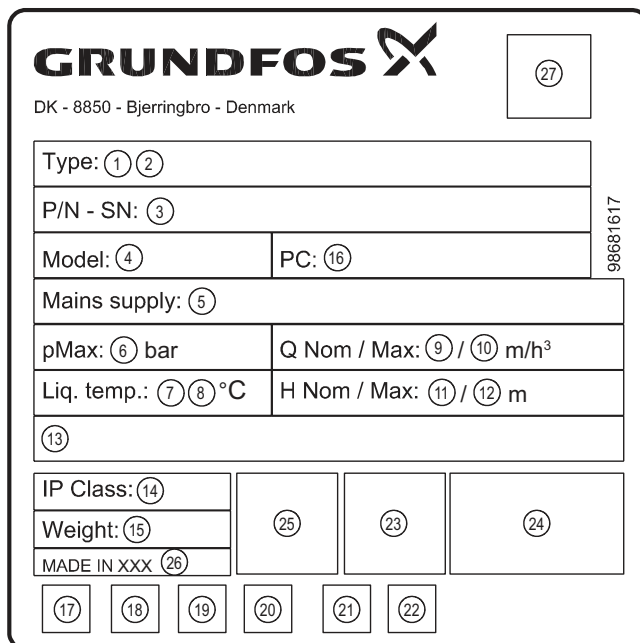 GRUNDFOS
27
DK - 8850 - Bjerringbro - Denmark
Type: 1 2
P/N - SN: 3
98681617
Model: 4 PC: 16
Mains supply: 5
pMax: 6 bar Q Nom / Max: 9 / 10 m/h³
Liq. temp.: 7 8 °C H Nom / Max: 11 / 12 m
13
IP Class: 14
Weight: 15
MADE IN XXX 26
25 23 24
17 18 19 20 21 22